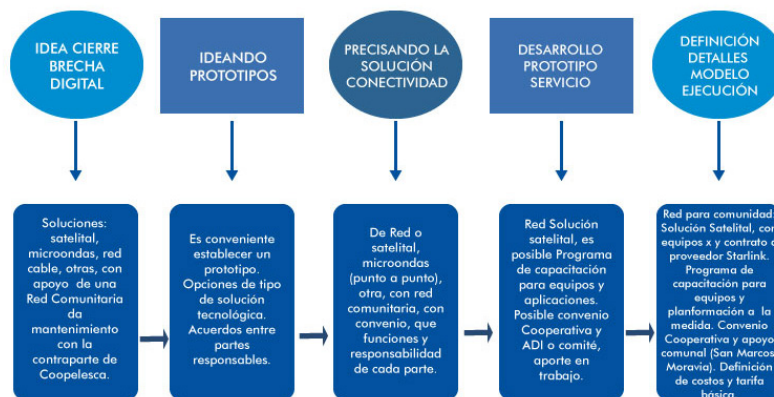 IDEA CIERRE
BRECHA
DIGITAL
IDEANDO
PROTOTIPOS
PRECISANDO LA
SOLUCIÓN
CONECTIVIDAD
DESARROLLO
PROTOTIPO
SERVICIO
DEFINICIÓN
DETALLES
MODELO
EJECUCIÓN
Soluciones:
satelital,
microondas, red
cable, otras, con
apoyo de una
Red Comunitaria
da
mantenimiento
con la
contraparte de
Coopelesca.
Es conveniente
establecer un
prototipo.
Opciones de tipo
de solución
tecnológica.
Acuerdos entre
partes
responsables.
De Red o
satelital,
microondas
(punto a punto),
otra, con red
comunitaria, con
convenio, que
funciones y
responsabilidad
de cada parte.
Red Solución
satelital, es
posible Programa
de capacitación
para equipos y
aplicaciones.
Posible convenio
Cooperativa y
ADI o comité,
aporte en
trabajo.
Red para comunidad:
Solución Satelital, con
equipos x y contrato
proveedor Starlink.
Programa de
capacitación para
equipos y
planformación a la
medida. Convenio
Cooperativa y apoyo
comunal (San Marcos
Moravia). Definición
de costos y tarifa
básica